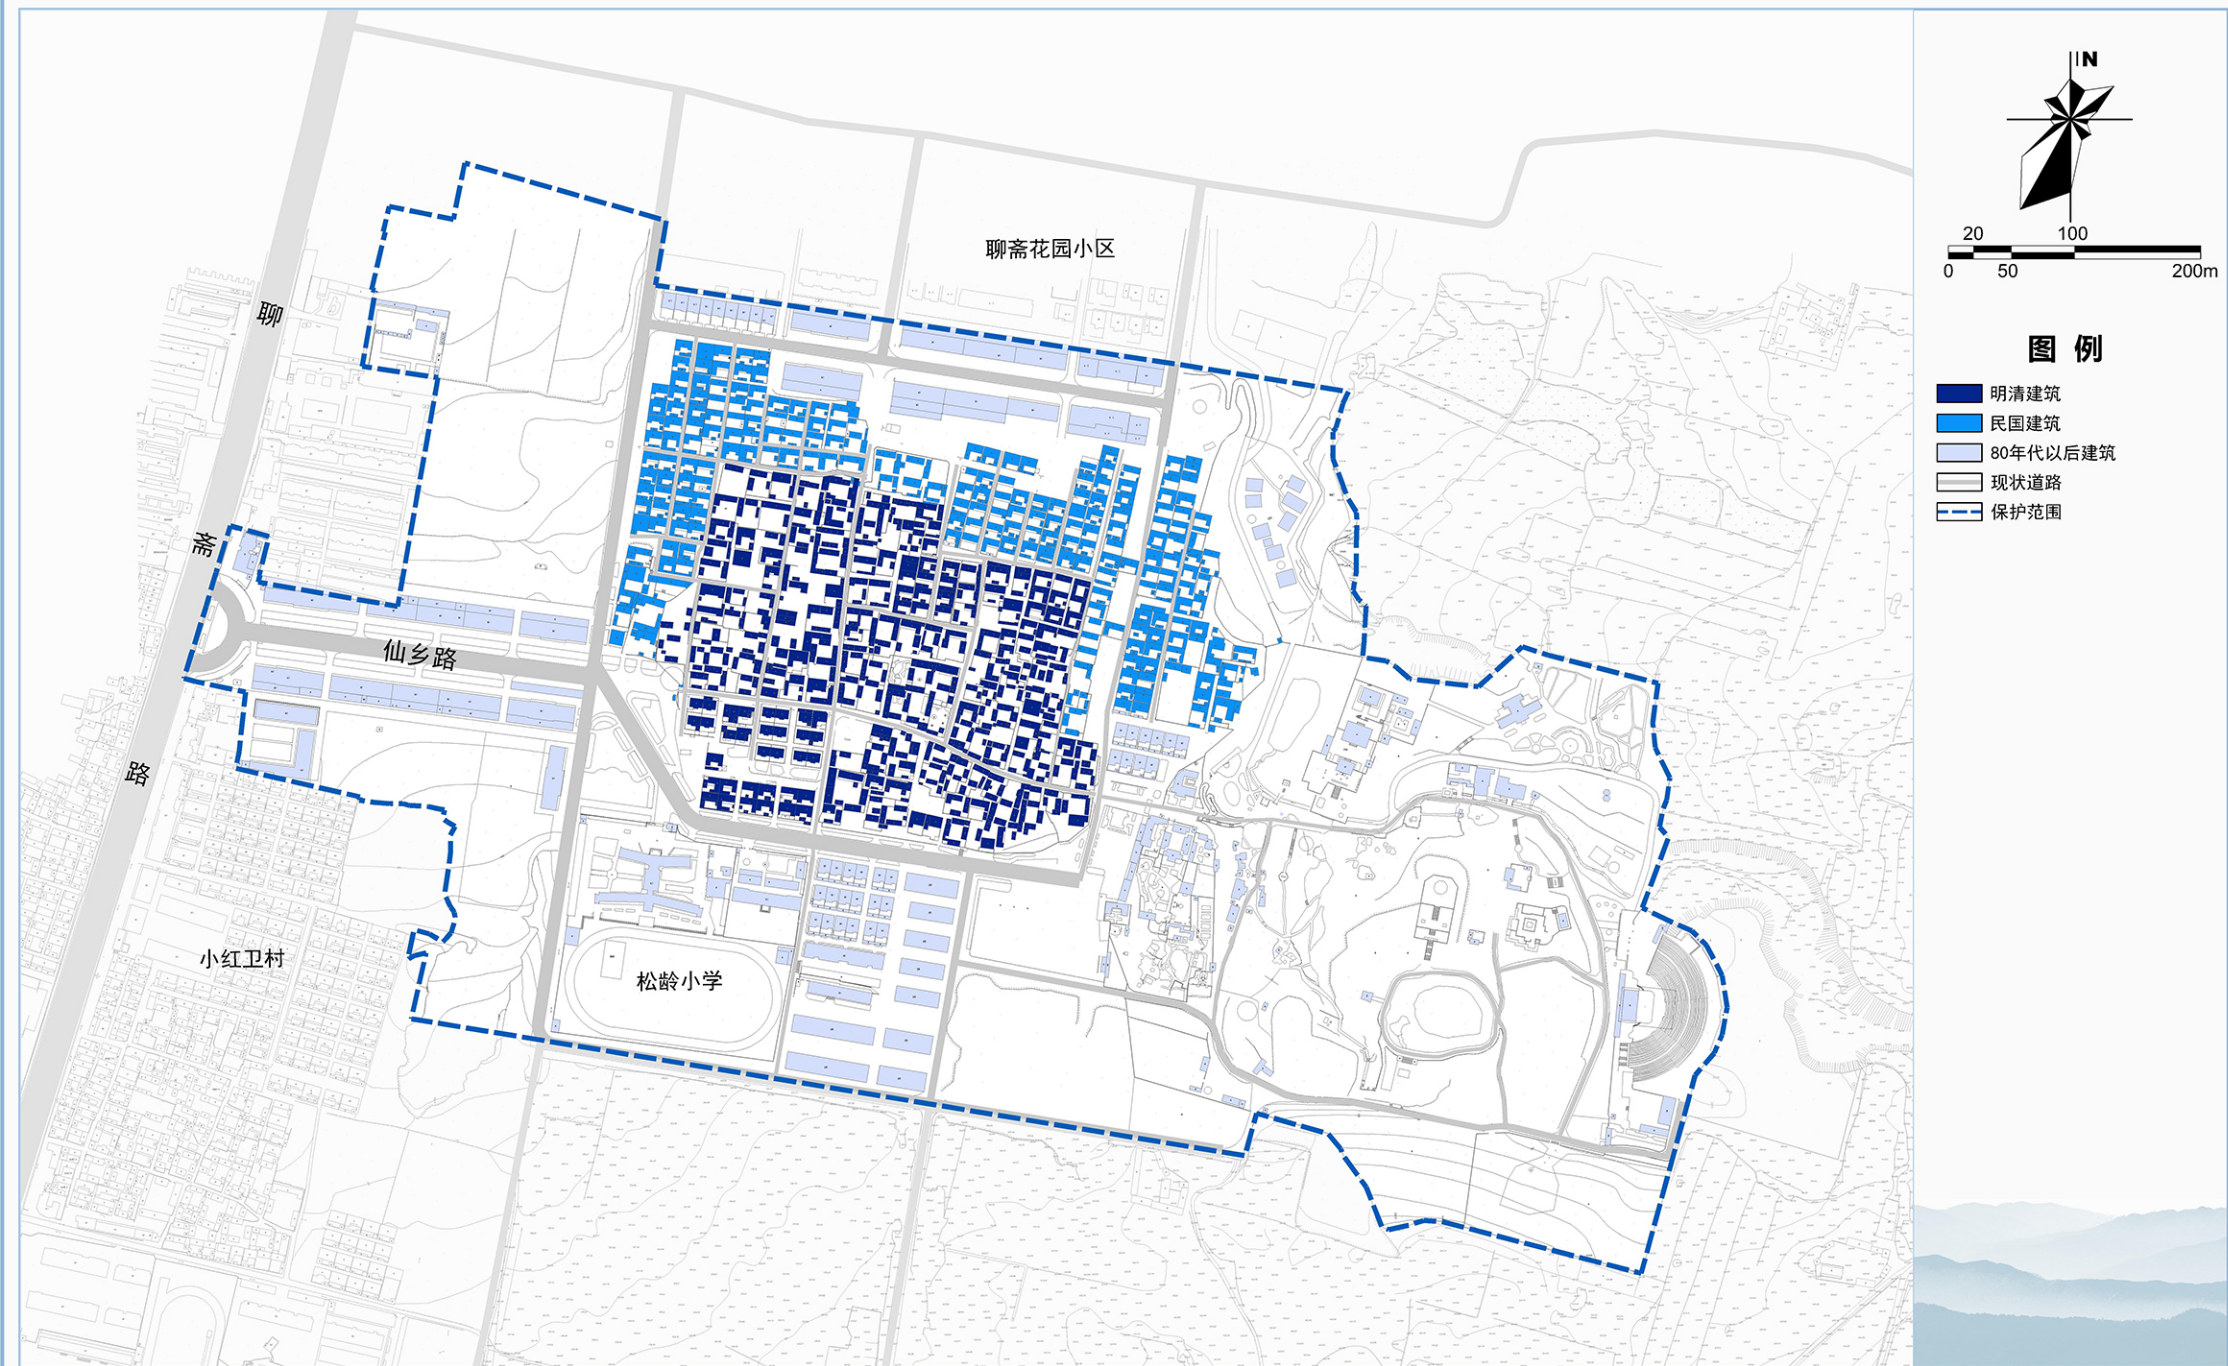 N
20 100
0 50 200m
图 例
明清建筑
民国建筑
80年代以后建筑
现状道路
保护范围
聊斋花园小区
聊
斋
路
仙乡路
小红卫村
松龄小学